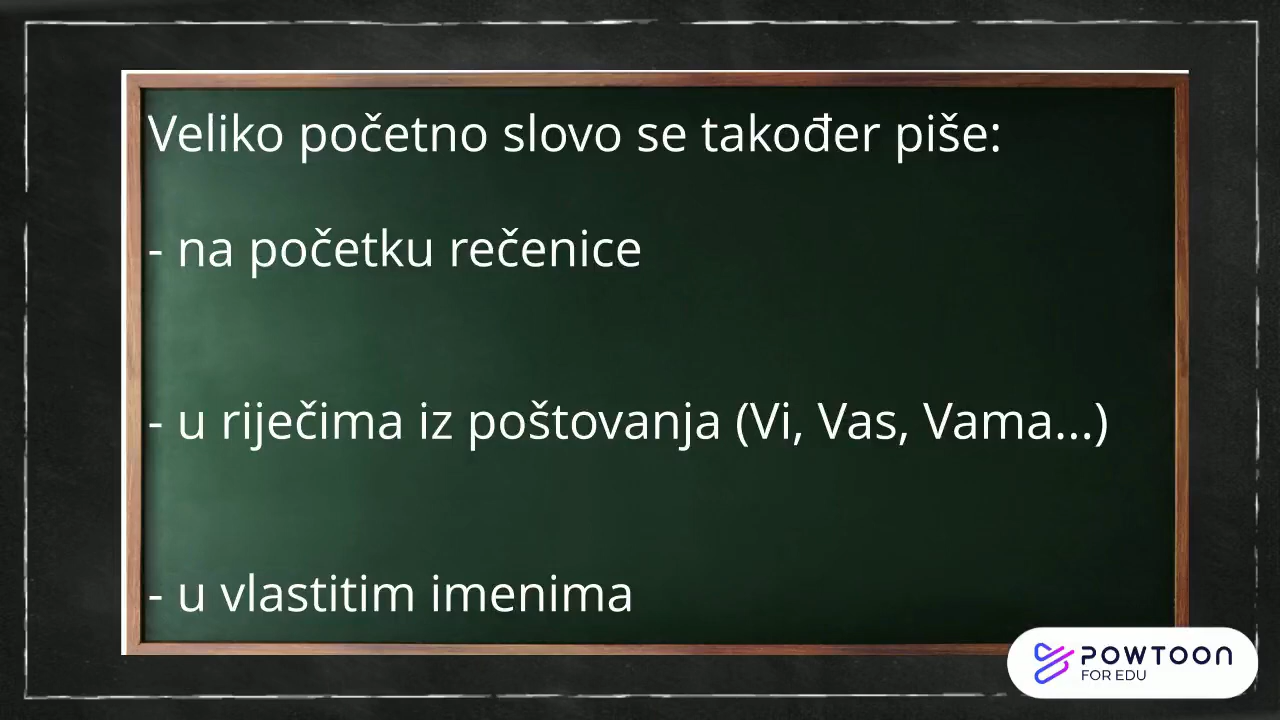 Veliko početno slovo se također piše:
- na početku rečenice
- u riječima iz poštovanja (Vi, Vas, Vama...)
- u vlastitim imenima
POWTOON
FOR EDU